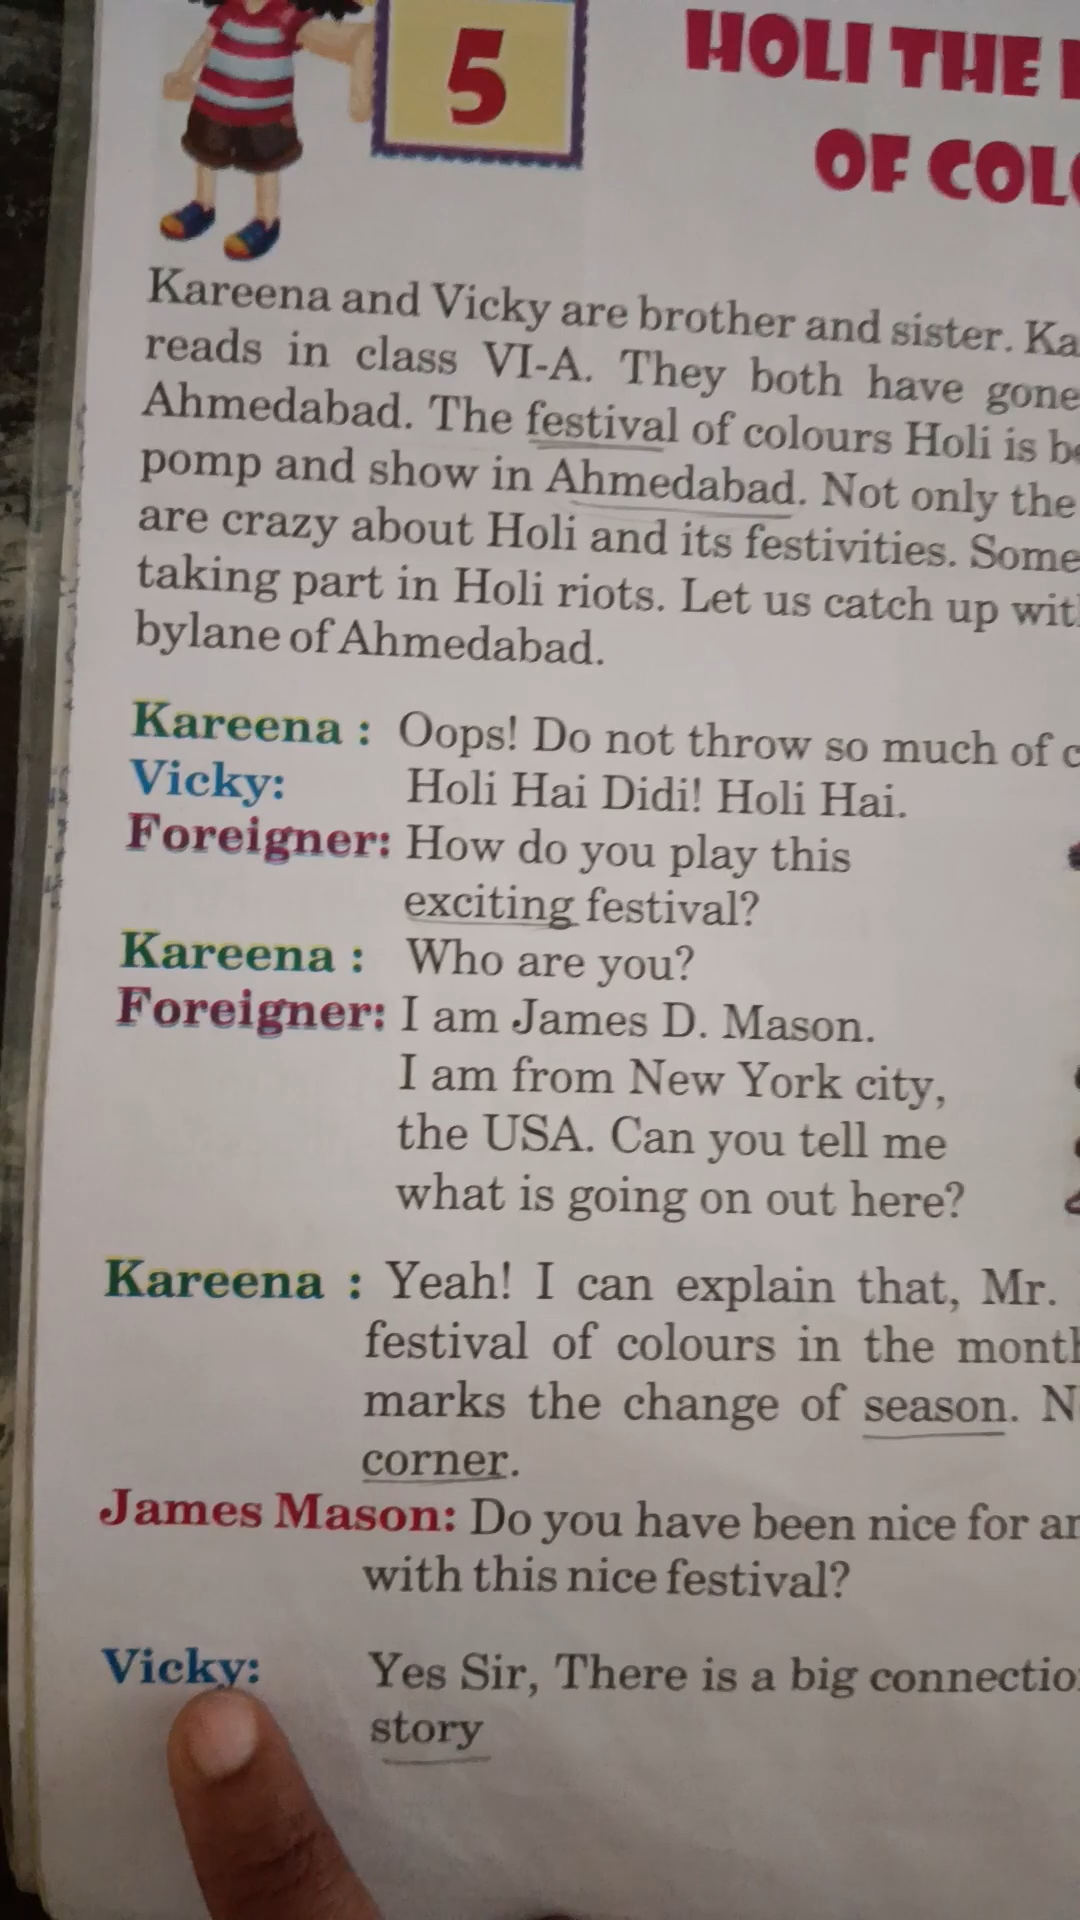 5
HOLI THE
OF
Kareena and Vicky are brother and sister.
reads in class VI-A. They both have gone
Ahmedabad. The festival of colours Holi is
pomp and show in Ahmedabad. Not only the
are crazy about Holi and its festivities. Some
taking part in Holi riots. Let us catch up
bylane of Ahmedabad.
Kareena : Oops! Do not throw so much of
Vicky: Holi Hai Didi! Holi Hai.
Foreigner: How do you play this
exciting festival?
Kareena : Who are you?
Foreigner: I am James D. Mason.
I am from New York city,
the USA. Can you tell me
what is going on out here?
Kareena : Yeah! I can explain that, Mr.
festival of colours in the
marks the change of season.
corner.
James Mason: Do you have been nice for
with this nice festival?
Vicky: Yes Sir, There is a big
story